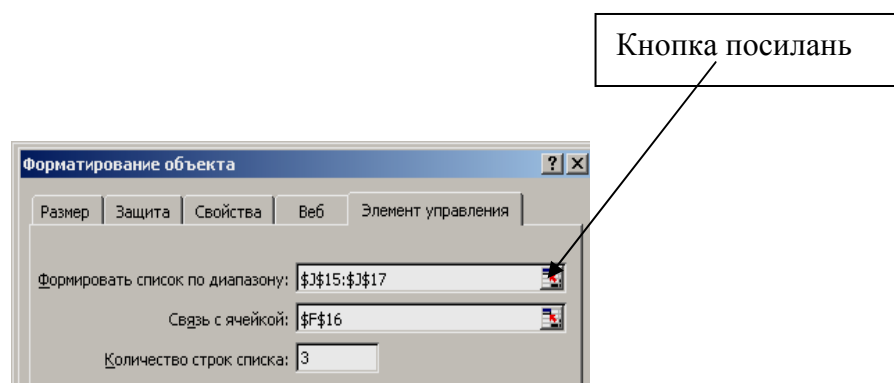 Кнопка посилань
Форматирование объекта
Размер Защита Свойства Веб Элемент управления
Формировать список по диапазону: $J$15:$J$17
Связь с ячейкой: $F$16
Количество строк списка: 3